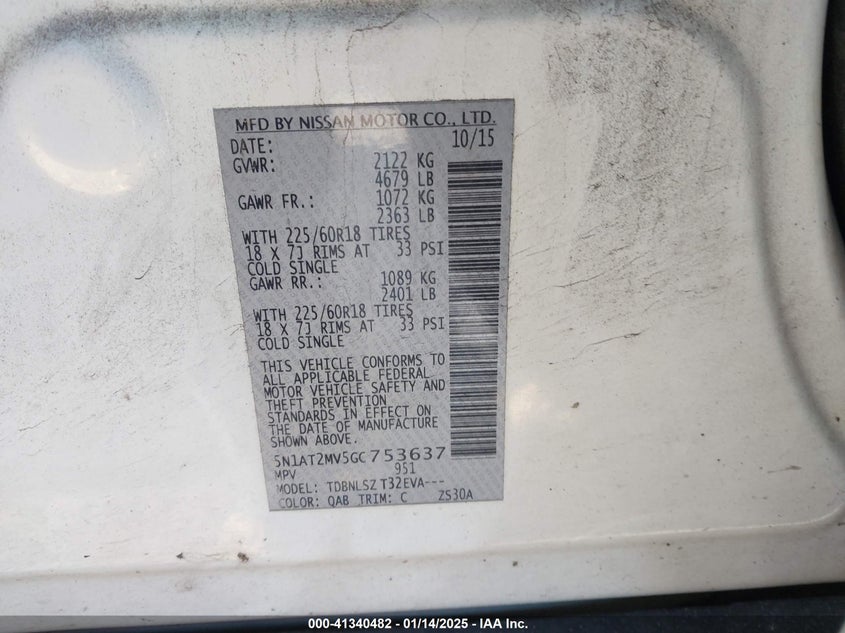 MFD BY NISSAN MOTOR CO., LTD.
DATE: 10/15
GVWR: 2122 KG
4679 LB
GAWR FR.: 1072 KG
2363 LB
WITH 225/60R18 TIRES
18 X 7J RIMS AT 33 PSI
COLD SINGLE
GAWR RR.: 1089 KG
2401 LB
WITH 225/60R18 TIRES
18 X 7J RIMS AT 33 PSI
COLD SINGLE
THIS VEHICLE CONFORMS TO
ALL APPLICABLE FEDERAL
MOTOR VEHICLE SAFETY AND
THEFT PREVENTION
STANDARDS IN EFFECT ON
THE DATE OF MANUFACTURE
SHOWN ABOVE.
5N1AT2MV5GC753637
MPV 951
MODEL: TDBNLSZ T32EVA---
COLOR: QAB TRIM: C ZS30A
000-41340482 - 01/14/2025 - IAA Inc.